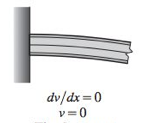 dv/dx = 0
v = 0